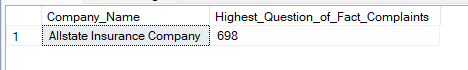 Company_Name Highest_Question_of_Fact_Complaints
1 Allstate Insurance Company 698